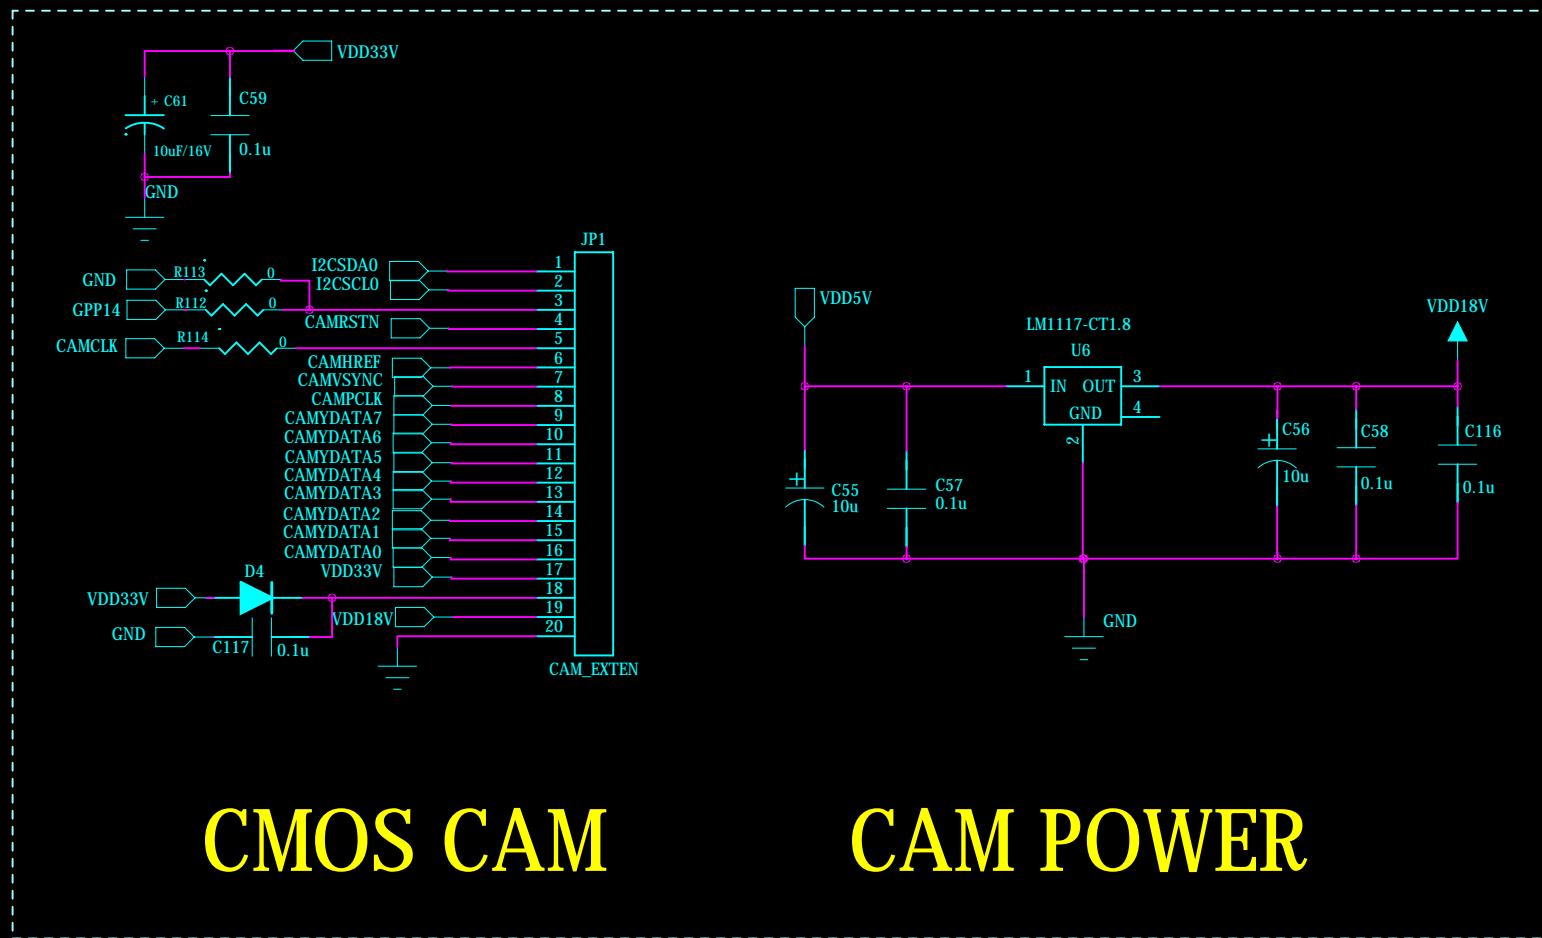 VDD33V
+ C61
C59
10uF/16V
0.1u
GND
JP1
I2CSDA0
1
GND
R113
0
I2CSCL0
2
GPP14
R112
0
3
CAMRSTN
4
CAMCLK
R114
0
5
CAMHREF
6
CAMVSYNC
7
CAMPCLK
8
CAMYDATA7
9
CAMYDATA6
10
CAMYDATA5
11
CAMYDATA4
12
CAMYDATA3
13
CAMYDATA2
14
CAMYDATA1
15
CAMYDATA0
16
VDD33V
17
D4
VDD33V
18
VDD18V
19
GND
C117
0.1u
20
CAM_EXTEN
VDD5V
LM1117-CT1.8
U6
VDD18V
1
IN
OUT
3
GND
4
2
+
C55
10u
C57
0.1u
+
C56
10u
C58
0.1u
C116
0.1u
GND
CMOS CAM
CAM POWER